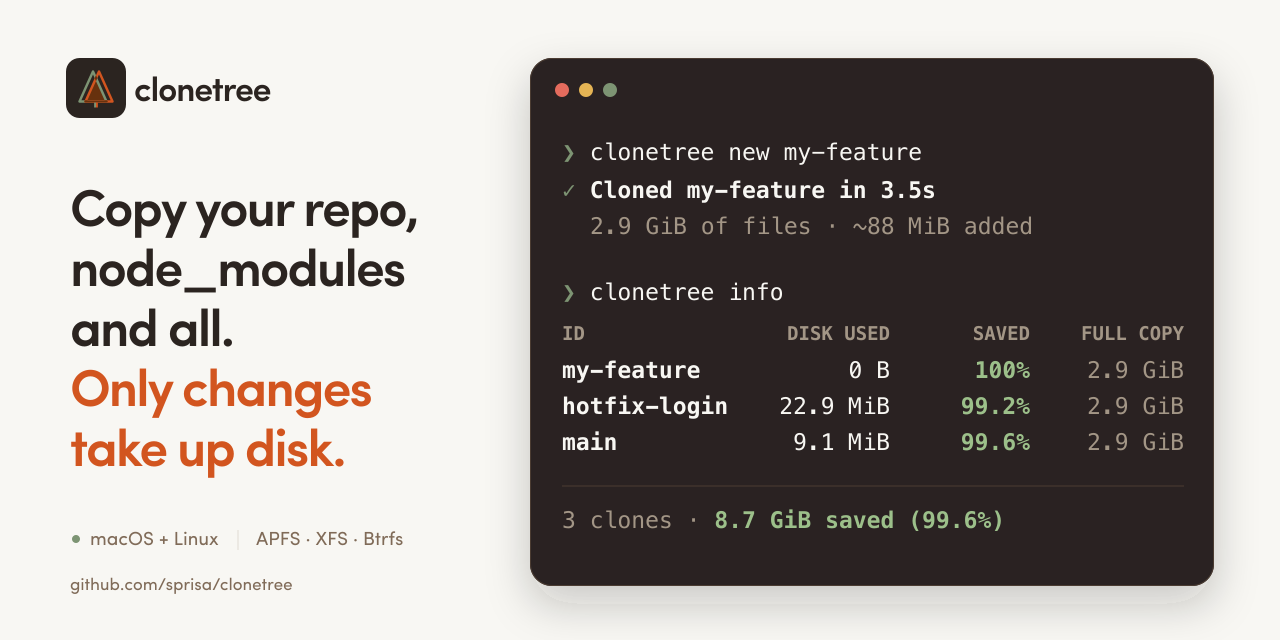 clonetree
Copy your repo,
node_modules
and all.
Only changes
take up disk.
macOS + Linux | APFS · XFS · Btrfs
github.com/sprisa/clonetree
❯ clonetree new my-feature
✓ Cloned my-feature in 3.5s
2.9 GiB of files · ~88 MiB added
❯ clonetree info
ID DISK USED SAVED FULL COPY
my-feature 0 B 100% 2.9 GiB
hotfix-login 22.9 MiB 99.2% 2.9 GiB
main 9.1 MiB 99.6% 2.9 GiB
3 clones · 8.7 GiB saved (99.6%)